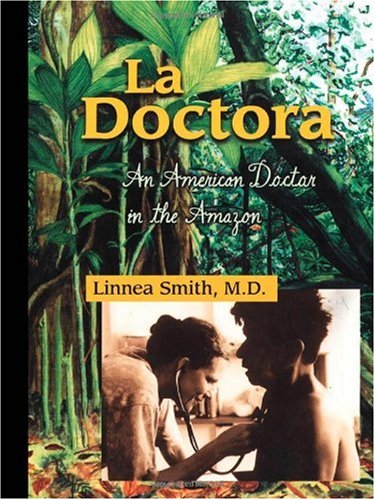 La
Doctora
An American Doctor
in the Amazon
Linnea Smith, M.D.